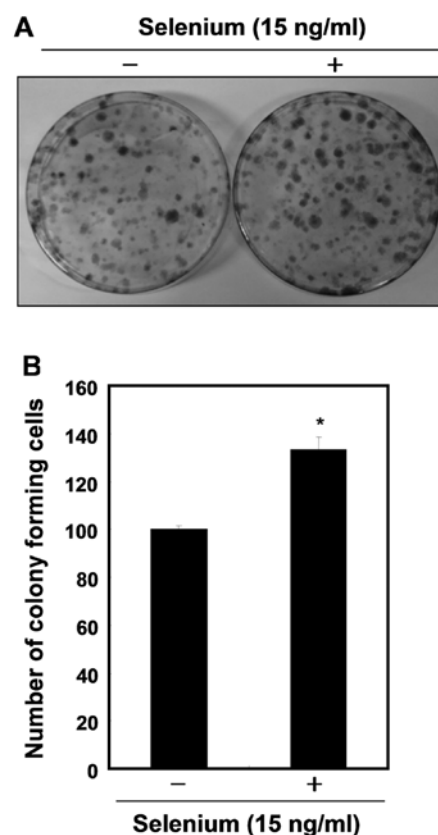 A
Selenium (15 ng/ml)
− +
B
Number of colony forming cells
160
140
120
100
80
60
40
20
0
*
− +
Selenium (15 ng/ml)